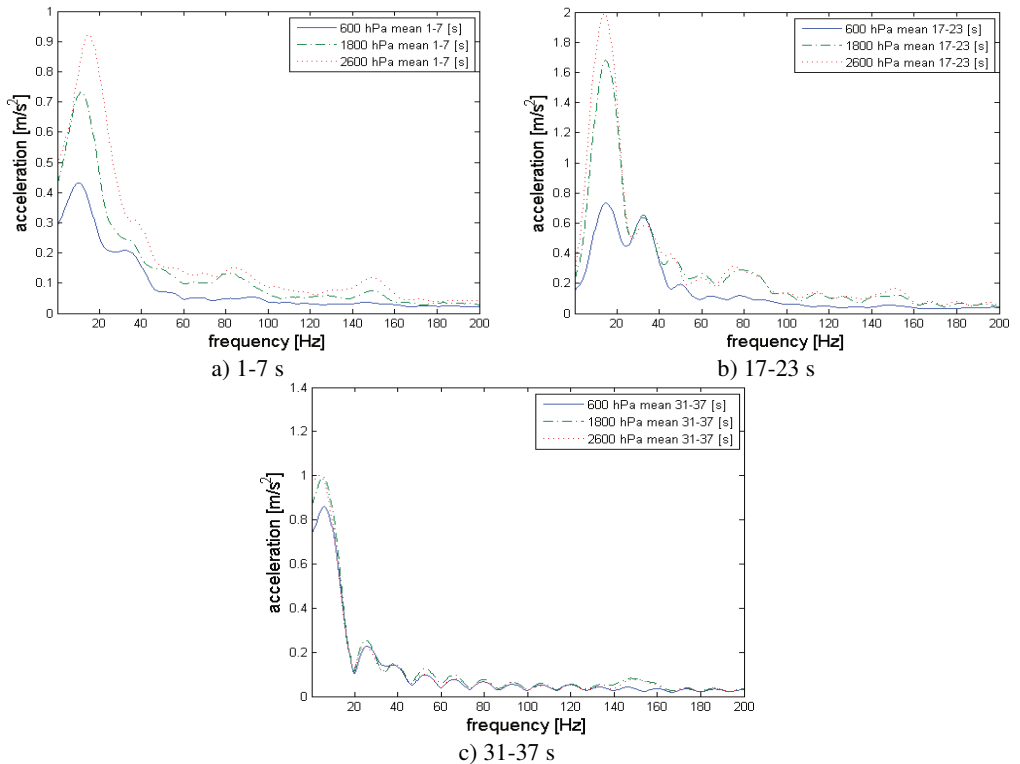 600 hPa mean 1-7 [s]
1800 hPa mean 1-7 [s]
2600 hPa mean 1-7 [s]
1
0.9
0.8
0.7
0.6
0.5
0.4
0.3
0.2
0.1
0
acceleration [m/s²]
20 40 60 80 100 120 140 160 180 200
frequency [Hz]
a) 1-7 s
600 hPa mean 17-23 [s]
1800 hPa mean 17-23 [s]
2600 hPa mean 17-23 [s]
2
1.8
1.6
1.4
1.2
1
0.8
0.6
0.4
0.2
0
acceleration [m/s²]
20 40 60 80 100 120 140 160 180 200
frequency [Hz]
b) 17-23 s
600 hPa mean 31-37 [s]
1800 hPa mean 31-37 [s]
2600 hPa mean 31-37 [s]
1.4
1.2
1
0.8
0.6
0.4
0.2
0
acceleration [m/s²]
20 40 60 80 100 120 140 160 180 200
frequency [Hz]
c) 31-37 s